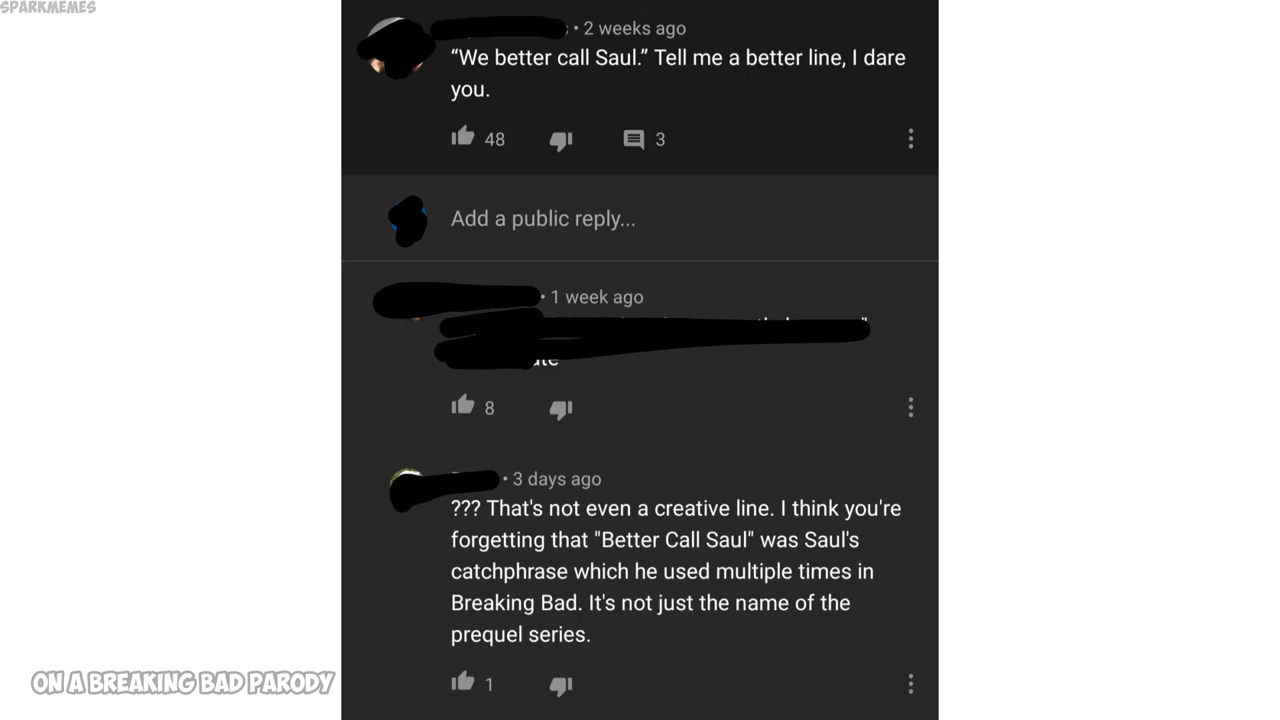 SPARKMEMES
• 2 weeks ago
“We better call Saul.” Tell me a better line, I dare
you.
48
3
Add a public reply...
• 1 week ago
8
• 3 days ago
??? That's not even a creative line. I think you're
forgetting that "Better Call Saul" was Saul's
catchphrase which he used multiple times in
Breaking Bad. It's not just the name of the
prequel series.
1
ON A BREAKING BAD PARODY